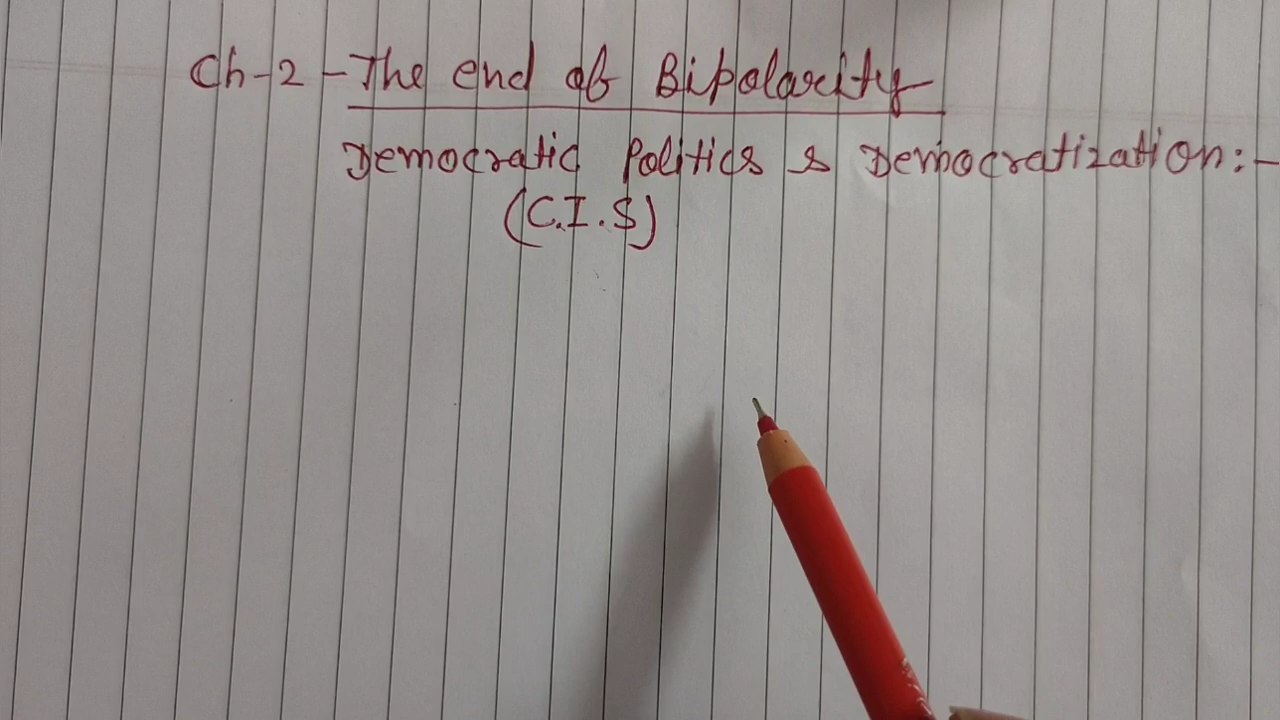 Ch-2-The end of Bipolarity
Democratic Politics & Democratization:-
(C.I.S)